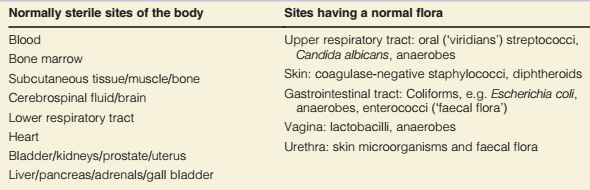 Normally sterile sites of the body
Blood
Bone marrow
Subcutaneous tissue/muscle/bone
Cerebrospinal fluid/brain
Lower respiratory tract
Heart
Bladder/kidneys/prostate/uterus
Liver/pancreas/adrenals/gall bladder
Sites having a normal flora
Upper respiratory tract: oral (‘viridians’) streptococci,
Candida albicans, anaerobes
Skin: coagulase-negative staphylococci, diphtheroids
Gastrointestinal tract: Coliforms, e.g. Escherichia coli,
anaerobes, enterococci (‘faecal flora’)
Vagina: lactobacilli, anaerobes
Urethra: skin microorganisms and faecal flora